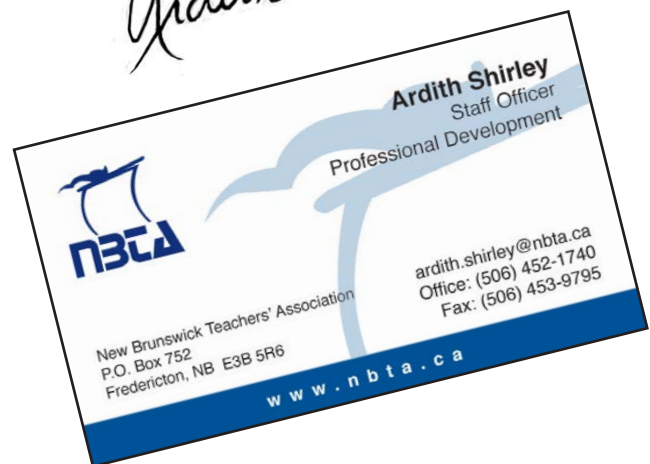 Ardith Shirley
Staff Officer
Professional Development
NBTA
ardith.shirley@nbta.ca
Office: (506) 452-1740
Fax: (506) 453-9795
New Brunswick Teachers' Association
P.O. Box 752
Fredericton, NB E3B 5R6
www.nbta.ca